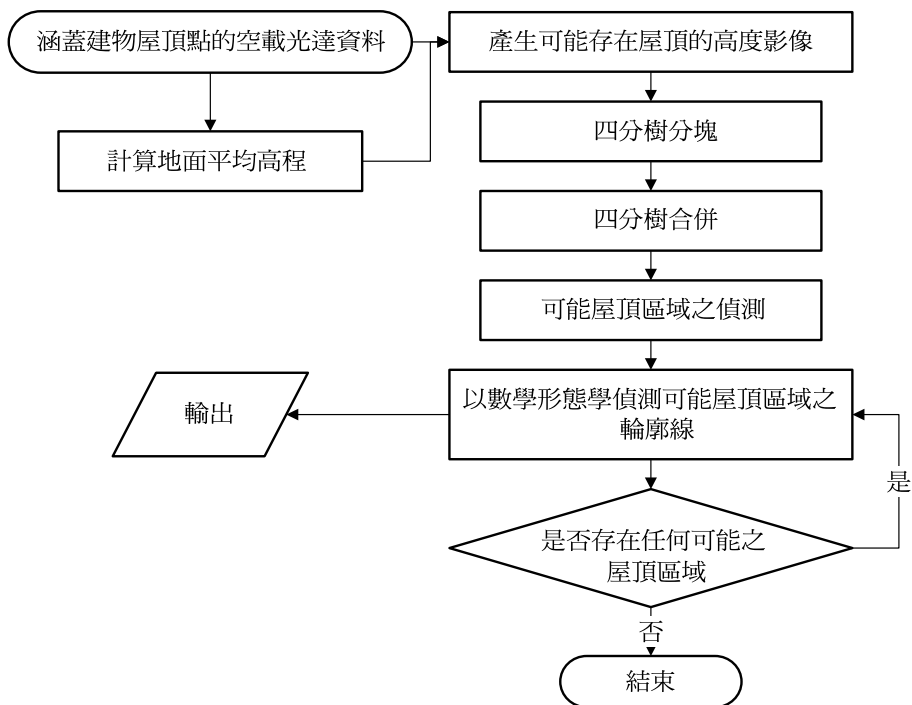 涵蓋建物屋頂點的空載光達資料
產生可能存在屋頂的高度影像
計算地面平均高程
四分樹分塊
四分樹合併
可能屋頂區域之偵測
以數學形態學偵測可能屋頂區域之
輪廓線
輸出
是
是否存在任何可能之
屋頂區域
否
結束